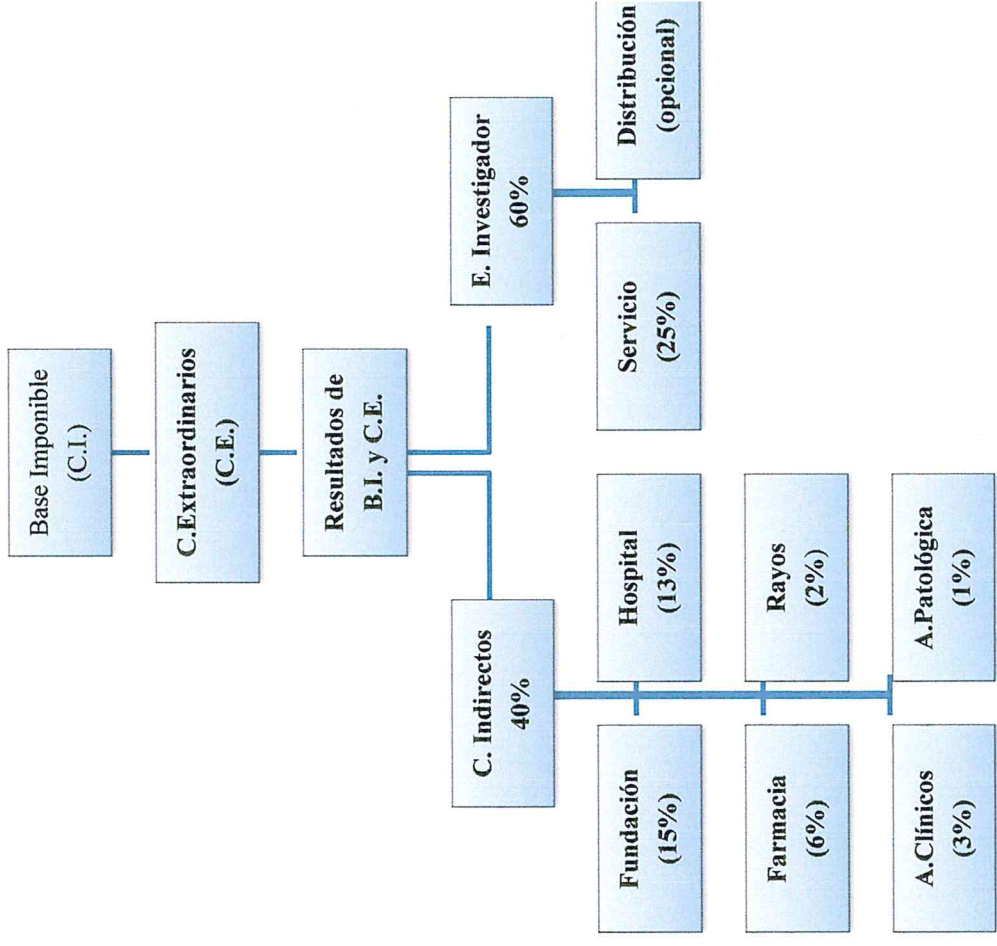 Base Imponible
(C.I.)
C.Extraordinarios
(C.E.)
Resultados de
B.I. y C.E.
C. Indirectos
40%
E. Investigador
60%
Fundación
(15%)
Hospital
(13%)
Servicio
(25%)
Distribución
(opcional)
Farmacia
(6%)
Rayos
(2%)
A.Clínicos
(3%)
A.Patológica
(1%)